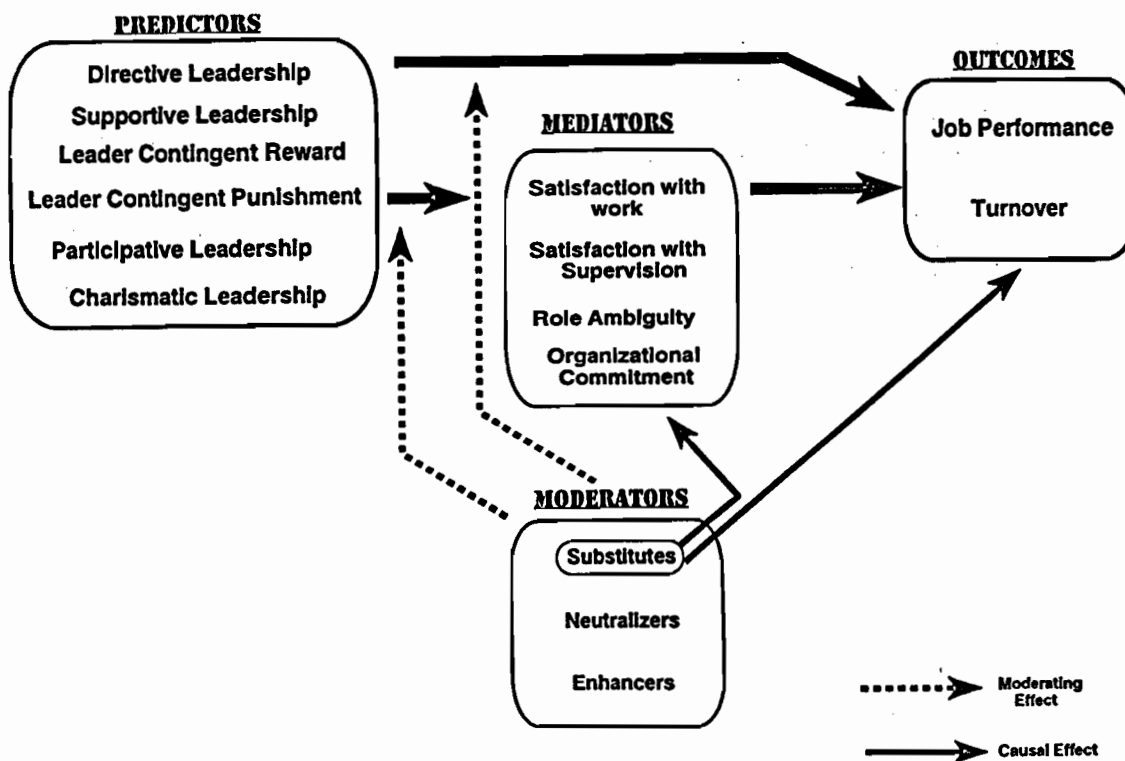 PREDICTORS
Directive Leadership
Supportive Leadership
Leader Contingent Reward
Leader Contingent Punishment
Participative Leadership
Charismatic Leadership
MEDIATORS
Satisfaction with
work
Satisfaction with
Supervision
Role Ambiguity
Organizational
Commitment
OUTCOMES
Job Performance
Turnover
MODERATORS
Substitutes
Neutralizers
Enhancers
Moderating
Effect
Causal Effect